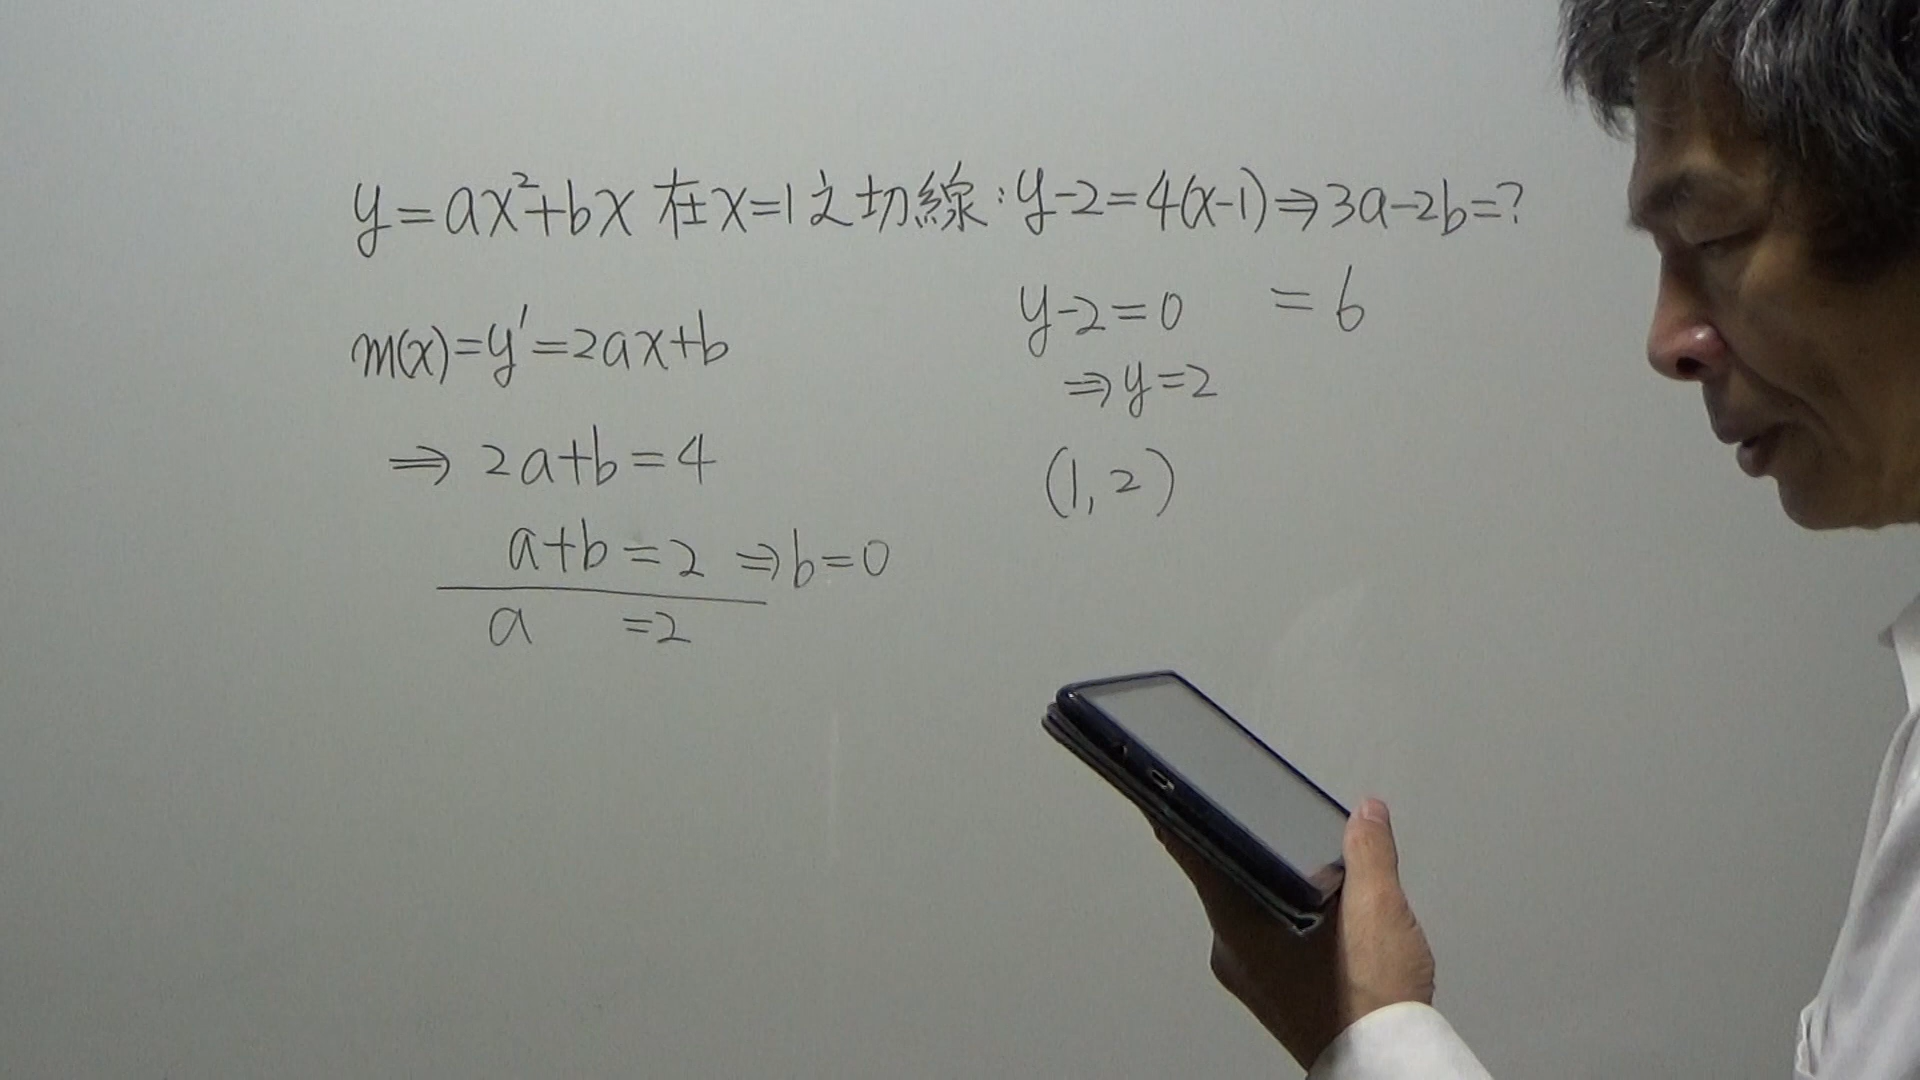 y=ax²+bx 在x=1之切線:y-2=4(x-1)⇒3a-2b=?
y-2=0 =6
m(x)=y'=2ax+b
⇒y=2
⇒ 2a+b=4
(1,2)
a+b=2 ⇒b=0
a =2